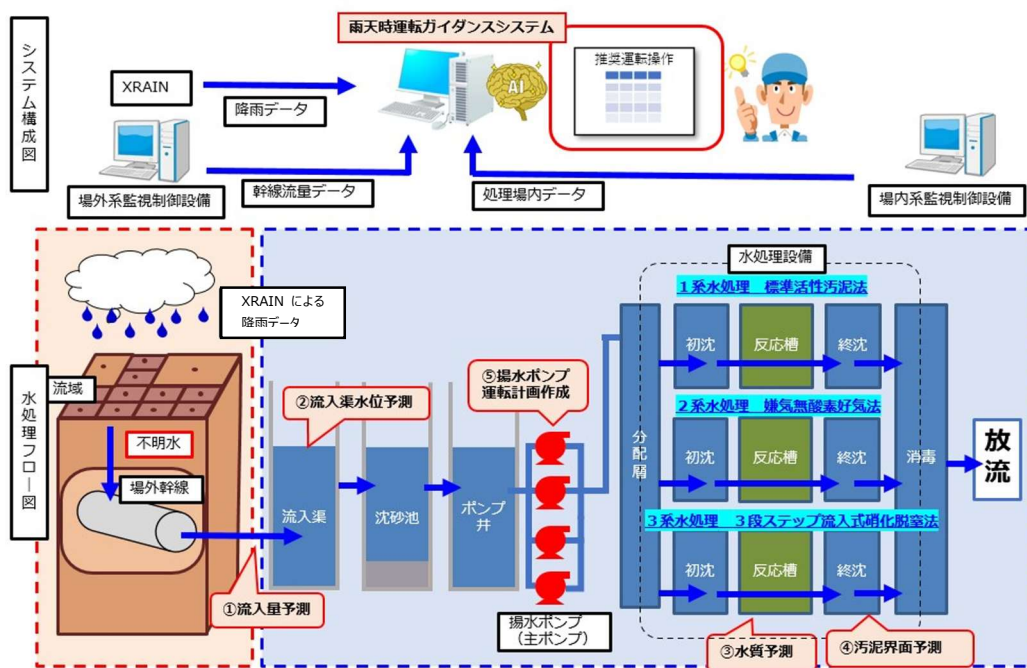 システム構成図
雨天時運転ガイダンスシステム
XRAIN
降雨データ
AI
推奨運転操作
場外系監視制御設備
幹線流量データ
処理場内データ
場内系監視制御設備
水処理フロー図
XRAIN による
降雨データ
流域
不明水
場外幹線
①流入量予測
②流入渠水位予測
流入渠
沈砂池
ポンプ
井
⑤揚水ポンプ
運転計画作成
揚水ポンプ
（主ポンプ）
分配層
水処理設備
１系水処理　標準活性汚泥法
初沈
反応槽
終沈
２系水処理　嫌気無酸素好気法
初沈
反応槽
終沈
３系水処理　３段ステップ流入式硝化脱窒法
初沈
反応槽
終沈
消毒
放流
③水質予測
④汚泥界面予測